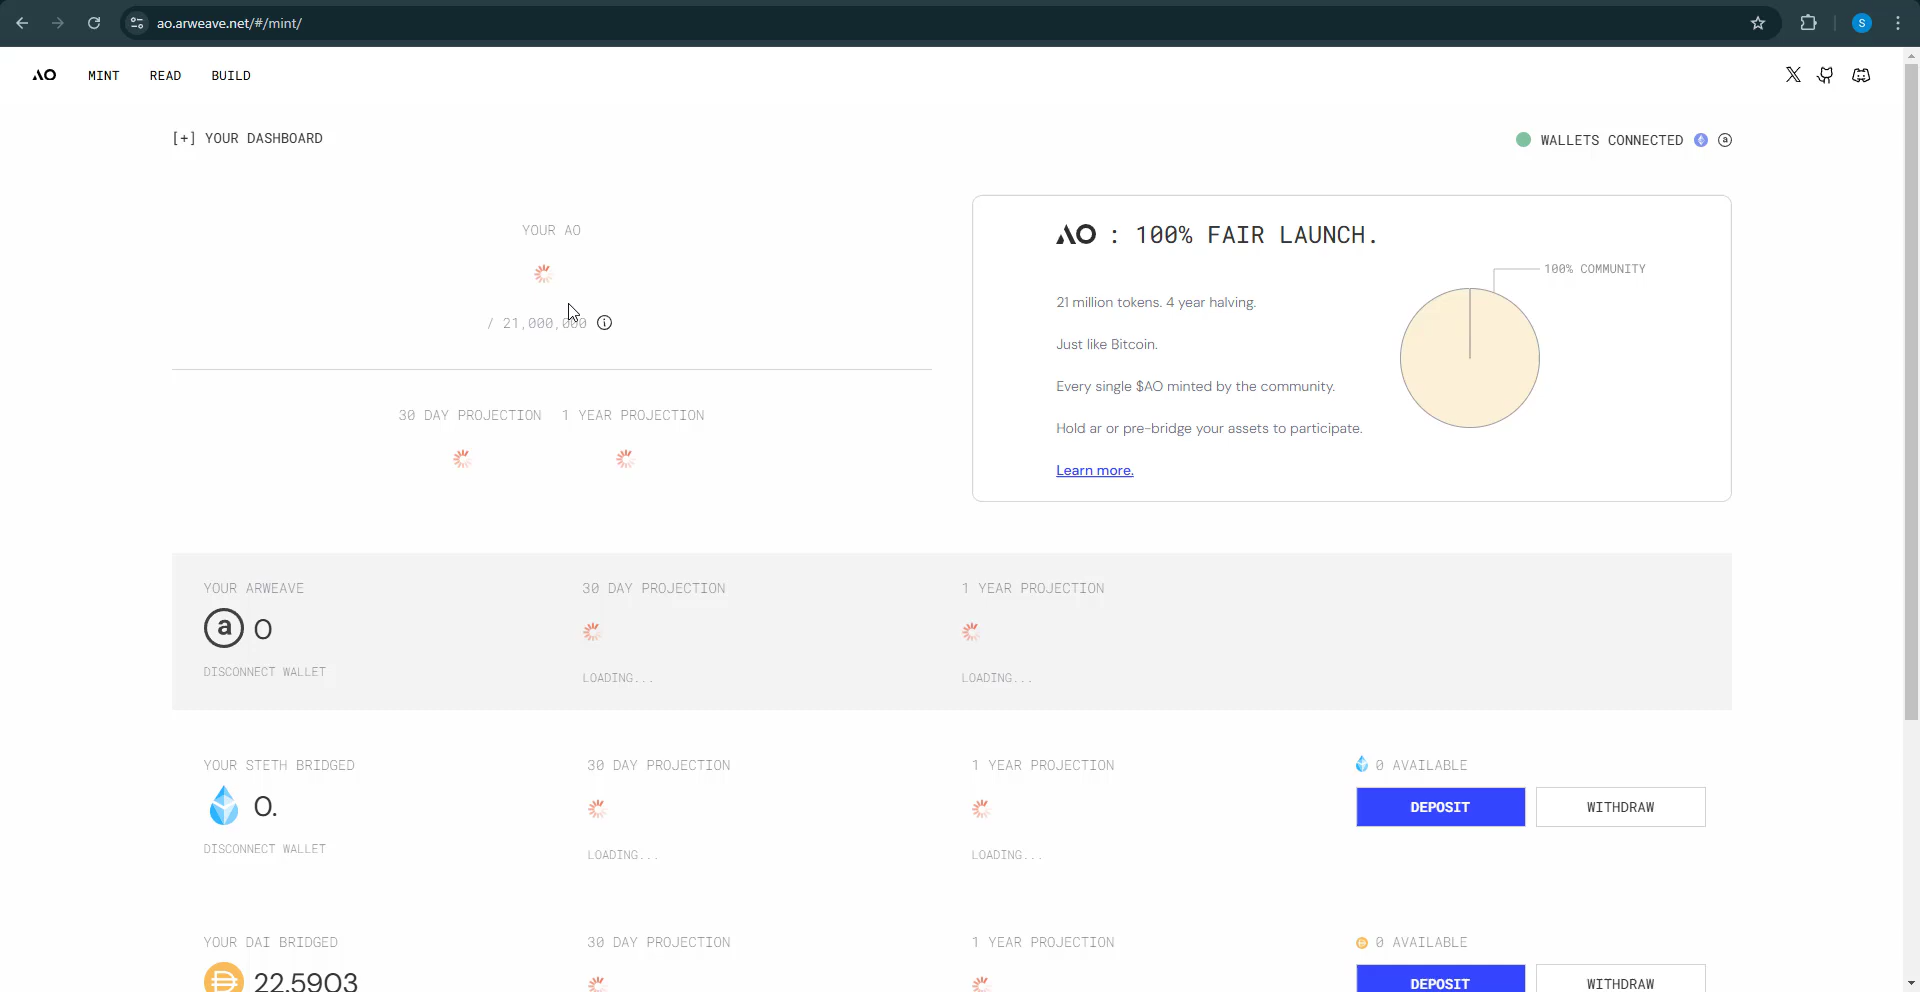 ao.arweave.net/#/mint/
S
AO MINT READ BUILD
[+] YOUR DASHBOARD
WALLETS CONNECTED
YOUR AO
/ 21,000,000
30 DAY PROJECTION 1 YEAR PROJECTION
AO : 100% FAIR LAUNCH.
100% COMMUNITY
21 million tokens. 4 year halving.
Just like Bitcoin.
Every single $AO minted by the community.
Hold ar or pre-bridge your assets to participate.
Learn more.
YOUR ARWEAVE 30 DAY PROJECTION 1 YEAR PROJECTION
a 0
DISCONNECT WALLET LOADING... LOADING...
YOUR STETH BRIDGED 30 DAY PROJECTION 1 YEAR PROJECTION 0 AVAILABLE
0. DEPOSIT WITHDRAW
DISCONNECT WALLET LOADING... LOADING...
YOUR DAI BRIDGED 30 DAY PROJECTION 1 YEAR PROJECTION 0 AVAILABLE
22.5903 DEPOSIT WITHDRAW